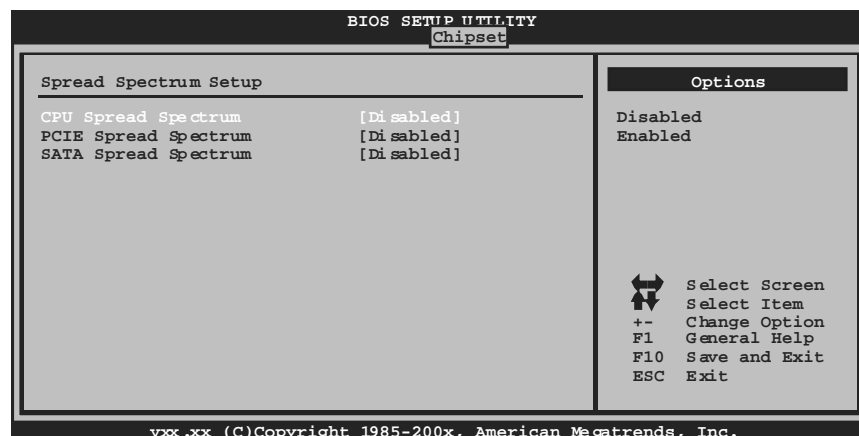 BIOS SETUP UTILITY
Chipset
Spread Spectrum Setup
CPU Spread Spectrum [Disabled]
PCIE Spread Spectrum [Disabled]
SATA Spread Spectrum [Disabled]
Options
Disabled
Enabled
Select Screen
Select Item
+- Change Option
F1 General Help
F10 Save and Exit
ESC Exit
vxx.xx (C)Copyright 1985-200x, American Megatrends, Inc.